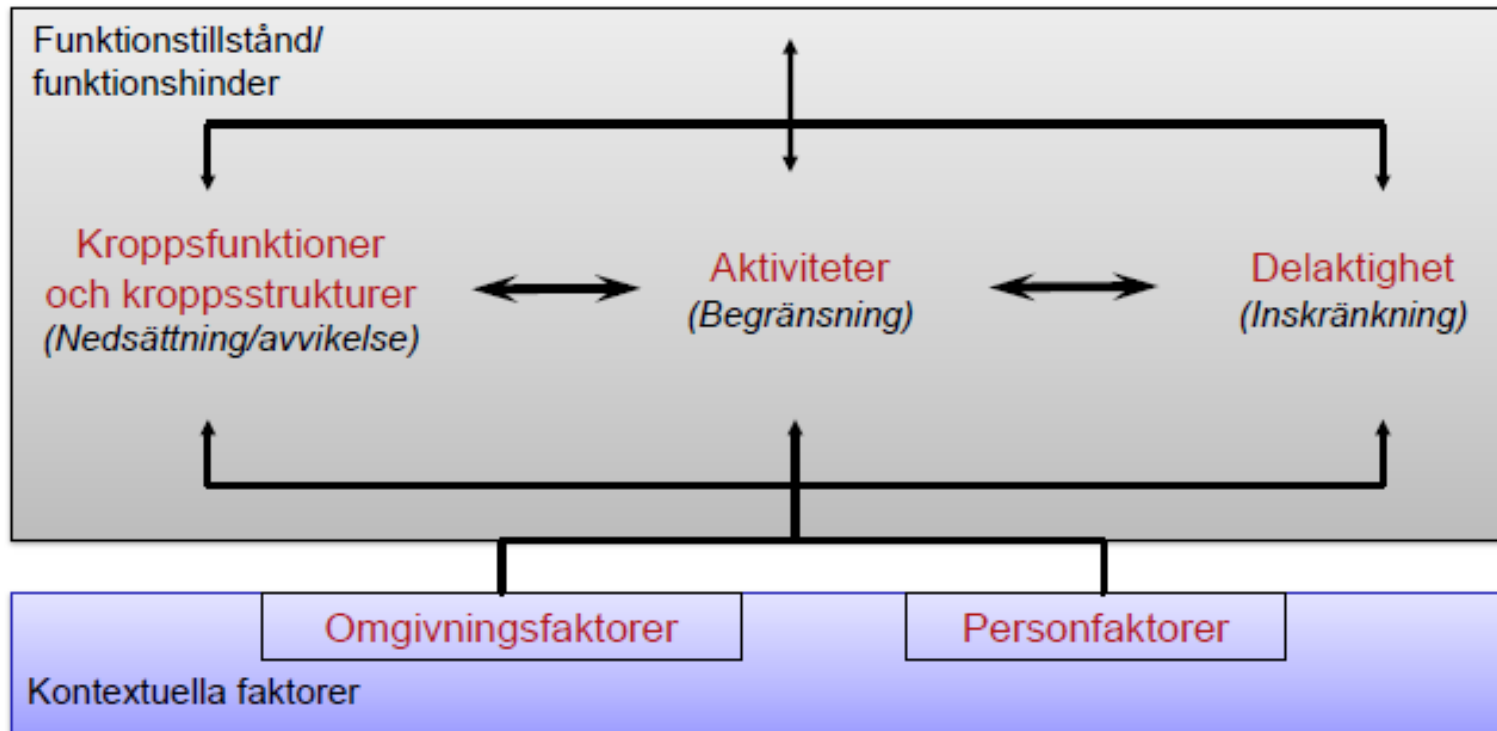 Funktionstillstånd/
funktionshinder
Kroppsfunktioner
och kroppsstrukturer
(Nedsättning/avvikelse)
Aktiviteter
(Begränsning)
Delaktighet
(Inskränkning)
Omgivningsfaktorer
Personfaktorer
Kontextuella faktorer